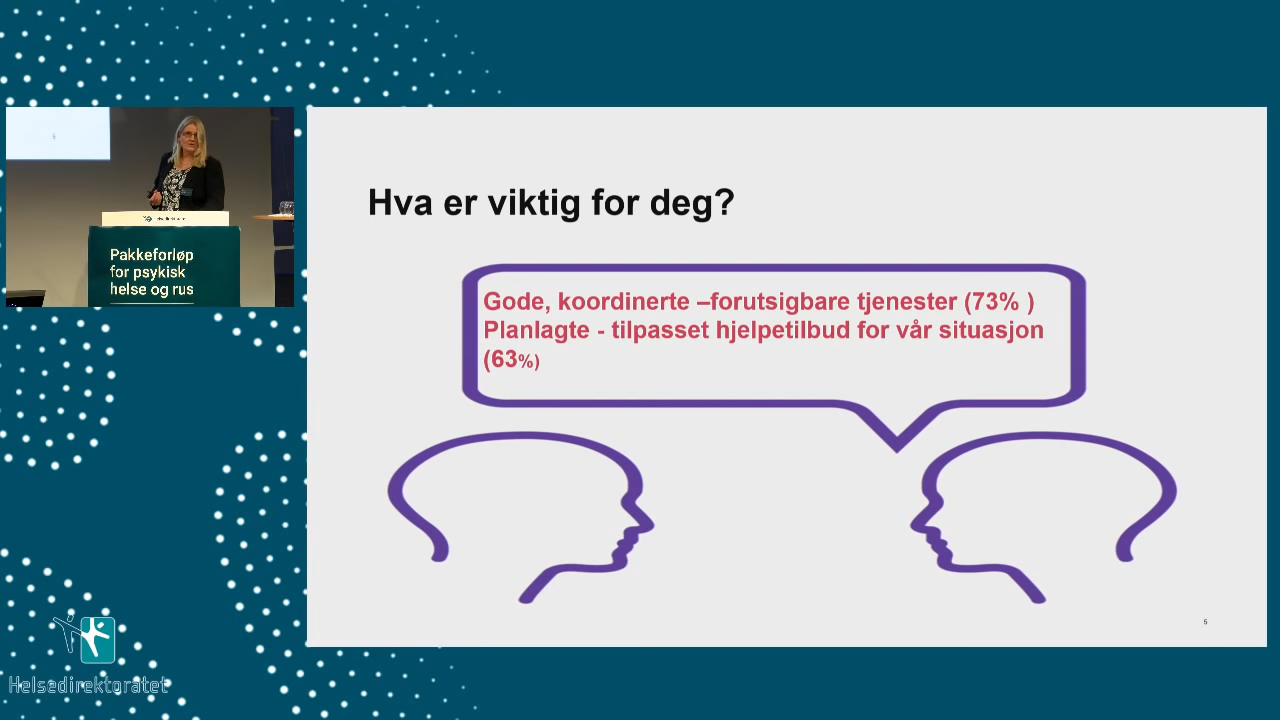 Hva er viktig for deg?
Gode, koordinerte –forutsigbare tjenester (73% )
Planlagte - tilpasset hjelpetilbud for vår situasjon
(63%)
5
Pakkeforløp
for psykisk
helse og rus
Helsedirektoratet